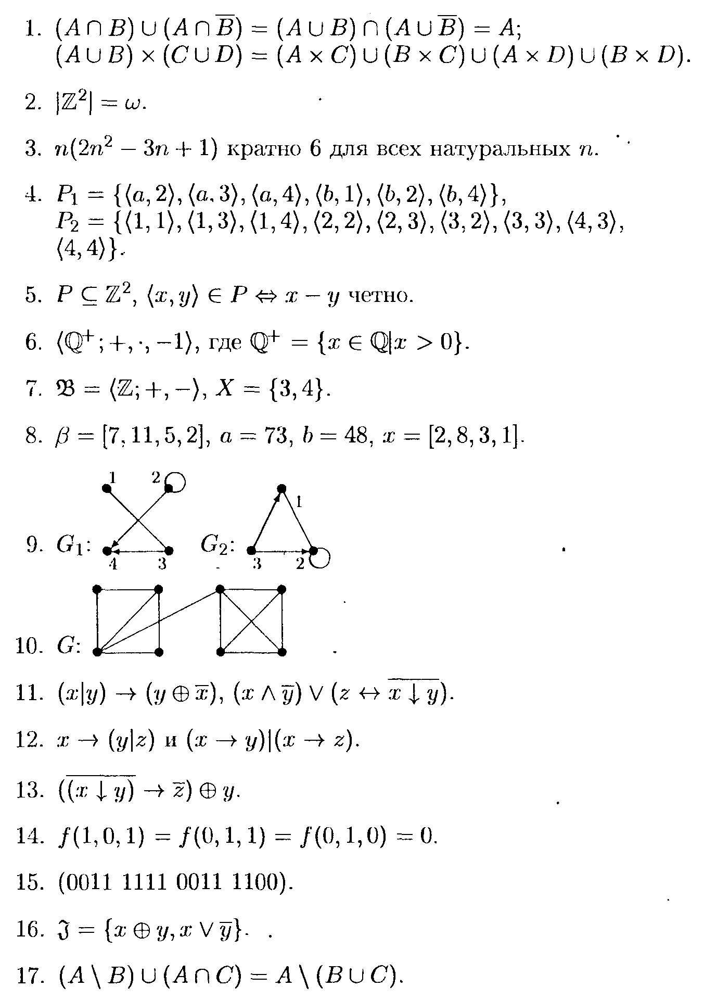 1. (A ∩ B) ∪ (A ∩ B̅) = (A ∪ B) ∩ (A ∪ B̅) = A;
(A ∪ B) × (C ∪ D) = (A × C) ∪ (B × C) ∪ (A × D) ∪ (B × D).
2. |ℤ²| = ω.
3. n(2n² − 3n + 1) кратно 6 для всех натуральных n.
4. P₁ = {⟨a, 2⟩, ⟨a, 3⟩, ⟨a, 4⟩, ⟨b, 1⟩, ⟨b, 2⟩, ⟨b, 4⟩},
P₂ = {⟨1, 1⟩, ⟨1, 3⟩, ⟨1, 4⟩, ⟨2, 2⟩, ⟨2, 3⟩, ⟨3, 2⟩, ⟨3, 3⟩, ⟨4, 3⟩,
⟨4, 4⟩}.
5. P ⊆ ℤ², ⟨x, y⟩ ∈ P ⇔ x − y четно.
6. ⟨ℚ⁺; +, ·, −1⟩, где ℚ⁺ = {x ∈ ℚ|x > 0}.
7. 𝔅 = ⟨ℤ; +, −⟩, X = {3, 4}.
8. β = [7, 11, 5, 2], a = 73, b = 48, x = [2, 8, 3, 1].
1 2
1
9. G₁: G₂:
4 3 3 2
10. G:
11. (x|y) → (y ⊕ x̅), (x ∧ y̅) ∨ (z ↔ x̅ ̅↓̅ ̅y̅).
12. x → (y|z) и (x → y)|(x → z).
13. ((̅x̅ ̅↓̅ ̅y̅)̅ → z̅) ⊕ y.
14. f(1, 0, 1) = f(0, 1, 1) = f(0, 1, 0) = 0.
15. (0011 1111 0011 1100).
16. 𝔍 = {x ⊕ y, x ∨ y̅}.
17. (A \ B) ∪ (A ∩ C) = A \ (B ∪ C).